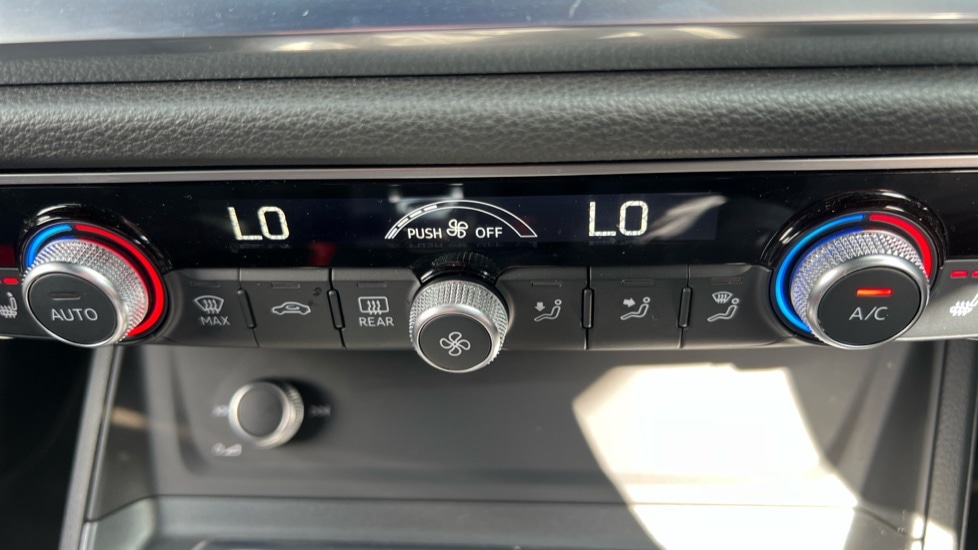 LO
PUSH OFF
LO
AUTO
MAX
REAR
A/C